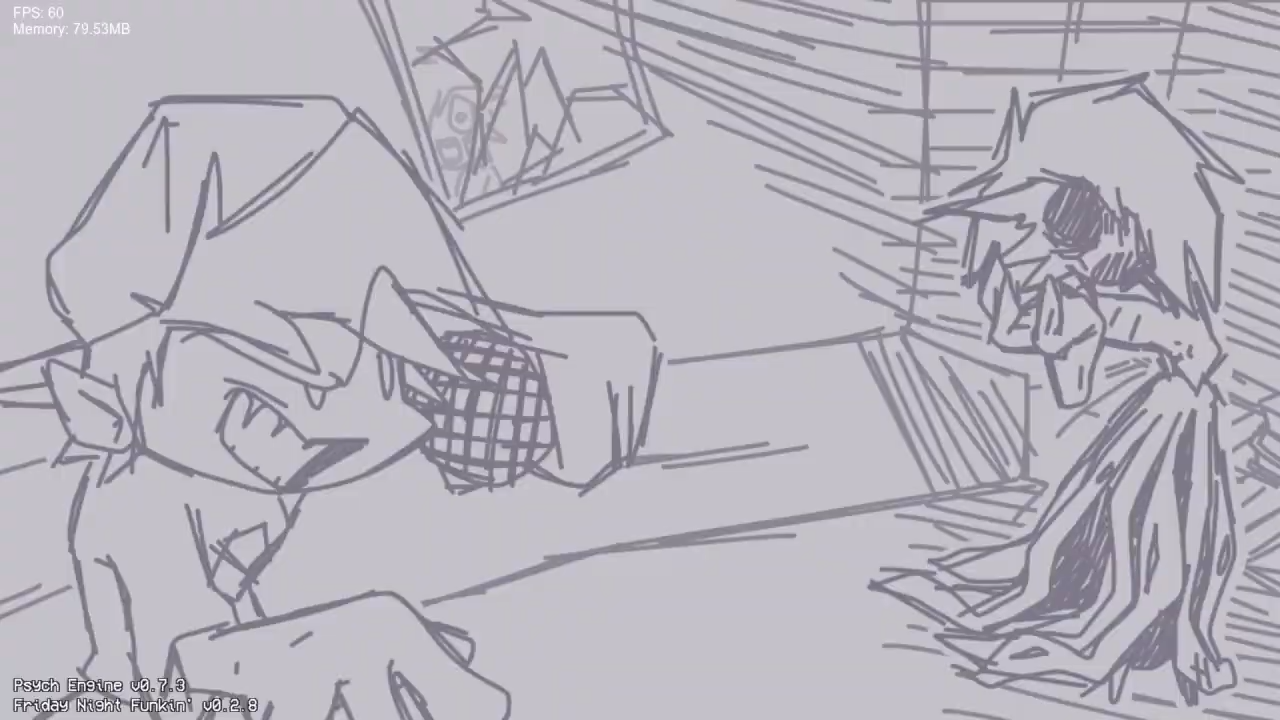 FPS: 60
Memory: 79.53MB
Psych Engine v0.7.3
Friday Night Funkin' v0.2.8